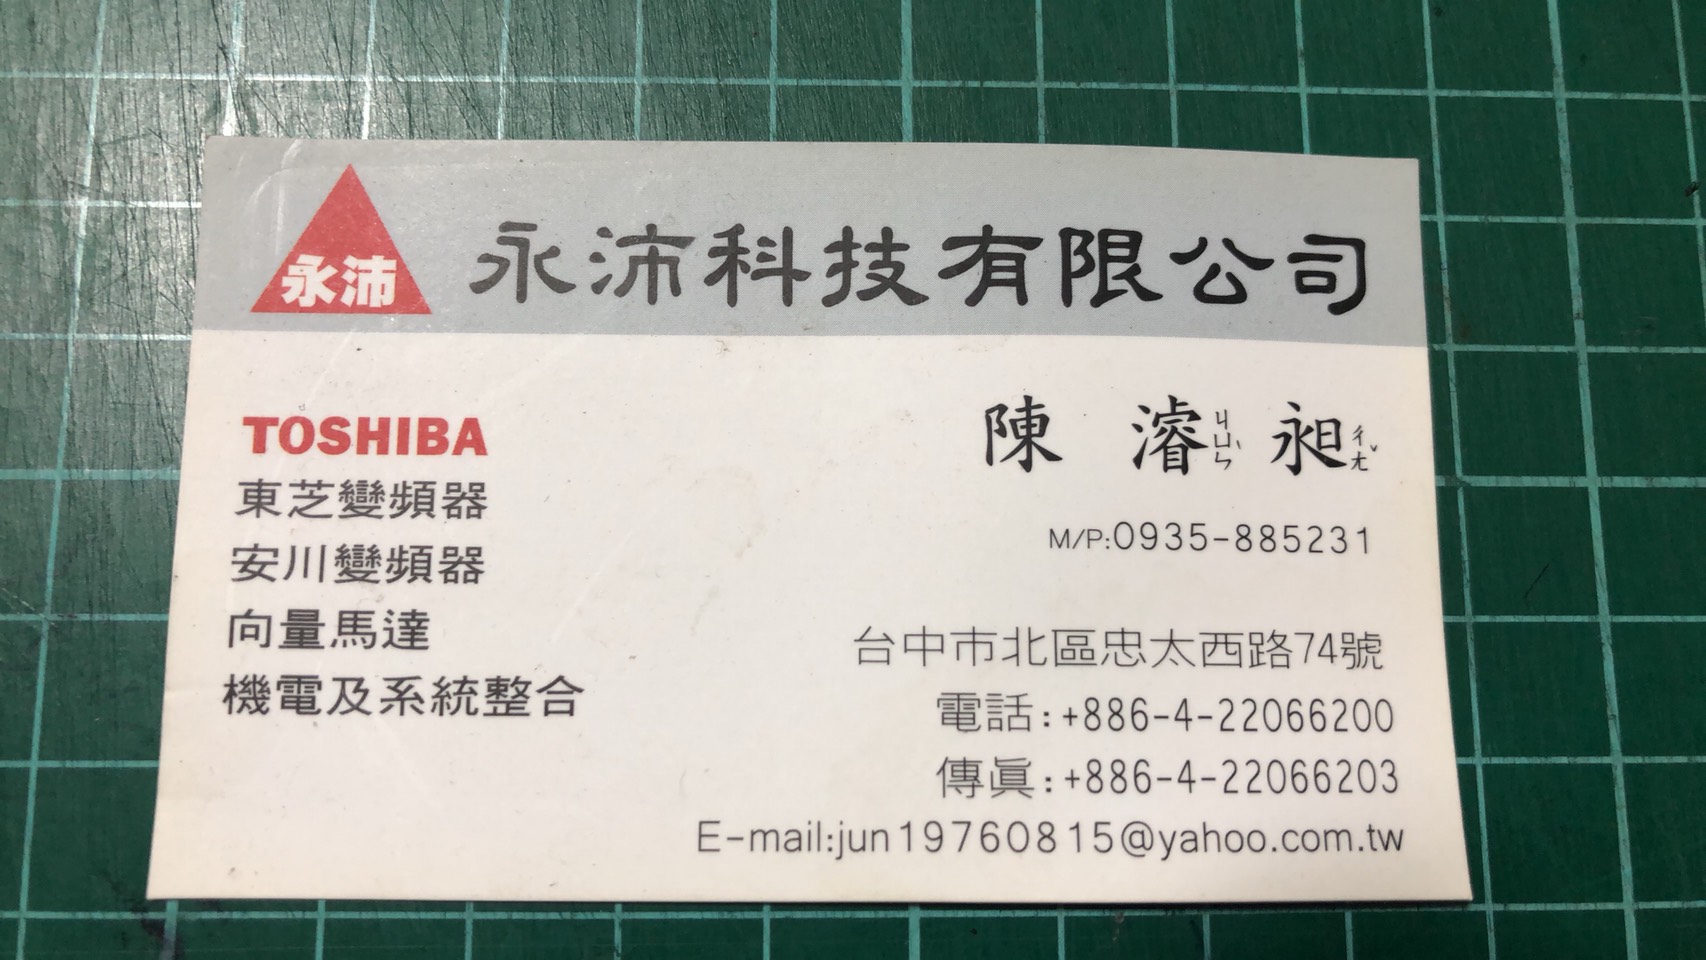 永沛
永沛科技有限公司
TOSHIBA
東芝變頻器
安川變頻器
向量馬達
機電及系統整合
陳 濬ㄐㄩㄣˋ 昶ㄔㄤˇ
M/P:0935-885231
台中市北區忠太西路74號
電話:+886-4-22066200
傳眞:+886-4-22066203
E-mail:jun19760815@yahoo.com.tw